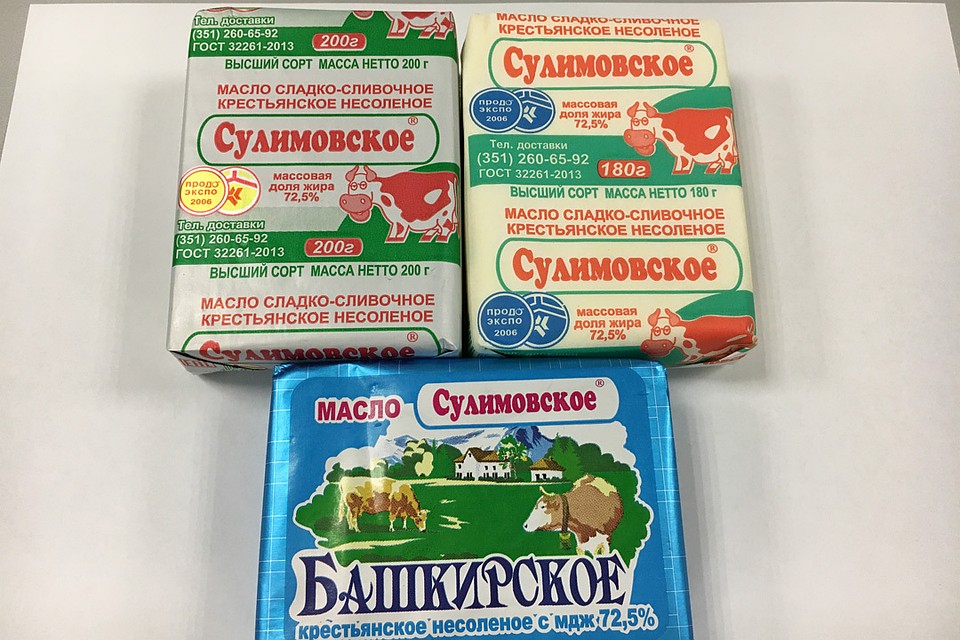 Тел. доставки
(351) 260-65-92
ГОСТ 32261-2013
200г
ВЫСШИЙ СОРТ МАССА НЕТТО 200 г
МАСЛО СЛАДКО-СЛИВОЧНОЕ
КРЕСТЬЯНСКОЕ НЕСОЛЕНОЕ
Сулимовское®
ПРОДО
ЭКСПО
2006
массовая
доля жира
72,5%
Тел. доставки
(351) 260-65-92
ГОСТ 32261-2013
200г
ВЫСШИЙ СОРТ МАССА НЕТТО 200 г
МАСЛО СЛАДКО-СЛИВОЧНОЕ
КРЕСТЬЯНСКОЕ НЕСОЛЕНОЕ
Сулимовское®
МАСЛО СЛАДКО-СЛИВОЧНОЕ
КРЕСТЬЯНСКОЕ НЕСОЛЕНОЕ
Сулимовское®
ПРОДО
ЭКСПО
2006
массовая
доля жира
72,5%
Тел. доставки
(351) 260-65-92
ГОСТ 32261-2013
180г
ВЫСШИЙ СОРТ МАССА НЕТТО 180 г
МАСЛО СЛАДКО-СЛИВОЧНОЕ
КРЕСТЬЯНСКОЕ НЕСОЛЕНОЕ
Сулимовское®
ПРОДО
ЭКСПО
2006
массовая
доля жира
72,5%
МАСЛО Сулимовское®
БАШКИРСКОЕ
крестьянское несоленое с мдж 72,5%